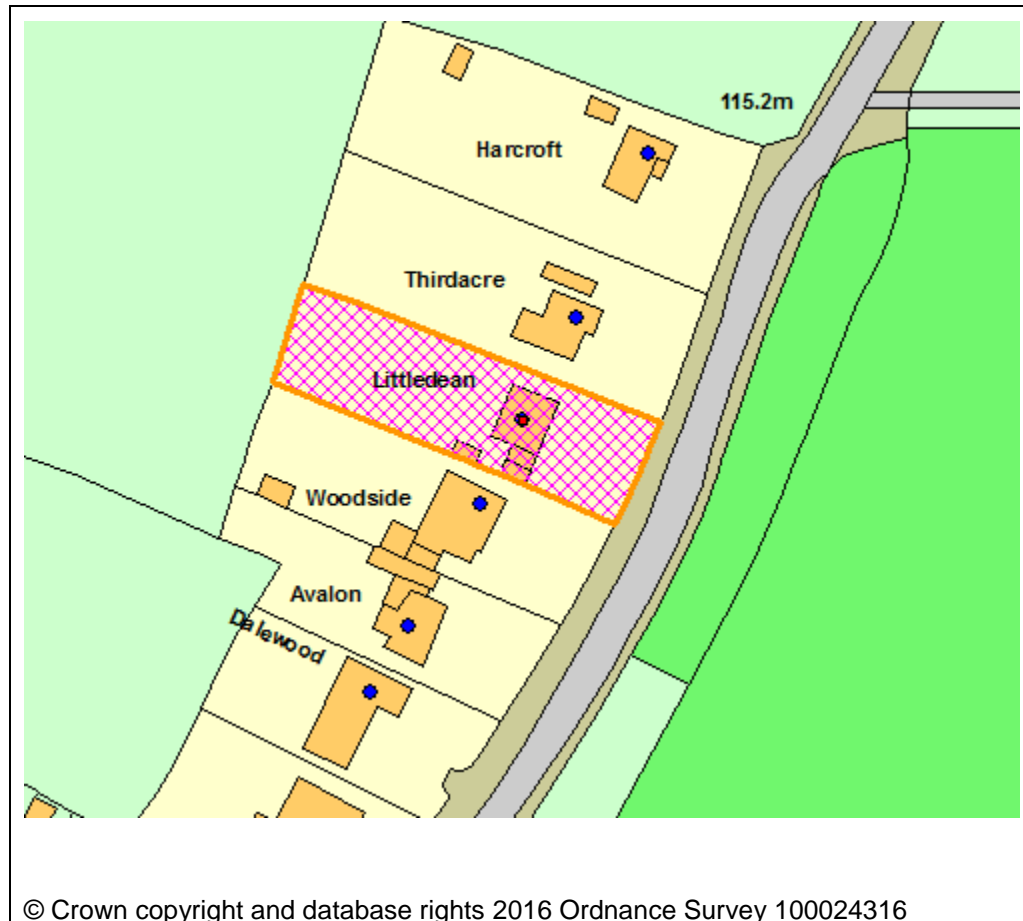 115.2m
Harcroft
Thirdacre
Littledean
Woodside
Avalon
Dalewood
© Crown copyright and database rights 2016 Ordnance Survey 100024316